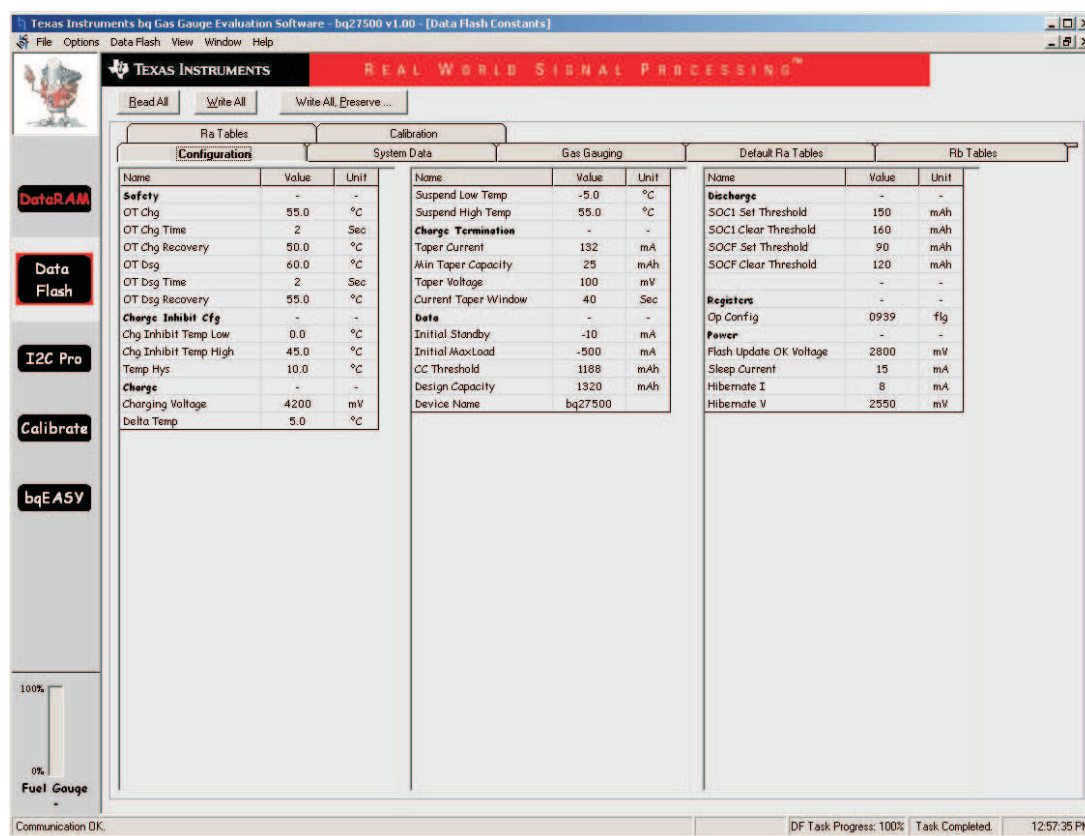 Texas Instruments bq Gas Gauge Evaluation Software - bq27500 v1.00 - [Data Flash Constants]
File Options Data Flash View Window Help
TEXAS INSTRUMENTS REAL WORLD SIGNAL PROCESSING™
Read All Write All Write All, Preserve ...
Ra Tables Calibration
Configuration System Data Gas Gauging Default Ra Tables Rb Tables
DataRAM
Data
Flash
I2C Pro
Calibrate
bqEASY
100%
0%
Fuel Gauge
-
Name Value Unit
Safety - -
OT Chg 55.0 °C
OT Chg Time 2 Sec
OT Chg Recovery 50.0 °C
OT Dsg 60.0 °C
OT Dsg Time 2 Sec
OT Dsg Recovery 55.0 °C
Charge Inhibit Cfg - -
Chg Inhibit Temp Low 0.0 °C
Chg Inhibit Temp High 45.0 °C
Temp Hys 10.0 °C
Charge - -
Charging Voltage 4200 mV
Delta Temp 5.0 °C
Name Value Unit
Suspend Low Temp -5.0 °C
Suspend High Temp 55.0 °C
Charge Termination - -
Taper Current 132 mA
Min Taper Capacity 25 mAh
Taper Voltage 100 mV
Current Taper Window 40 Sec
Data - -
Initial Standby -10 mA
Initial MaxLoad -500 mA
CC Threshold 1188 mAh
Design Capacity 1320 mAh
Device Name bq27500
Name Value Unit
Discharge - -
SOC1 Set Threshold 150 mAh
SOC1 Clear Threshold 160 mAh
SOCF Set Threshold 90 mAh
SOCF Clear Threshold 120 mAh
- -
Registers - -
Op Config 0939 flg
Power - -
Flash Update OK Voltage 2800 mV
Sleep Current 15 mA
Hibernate I 8 mA
Hibernate V 2550 mV
Communication OK. DF Task Progress: 100% Task Completed. 12:57:35 P